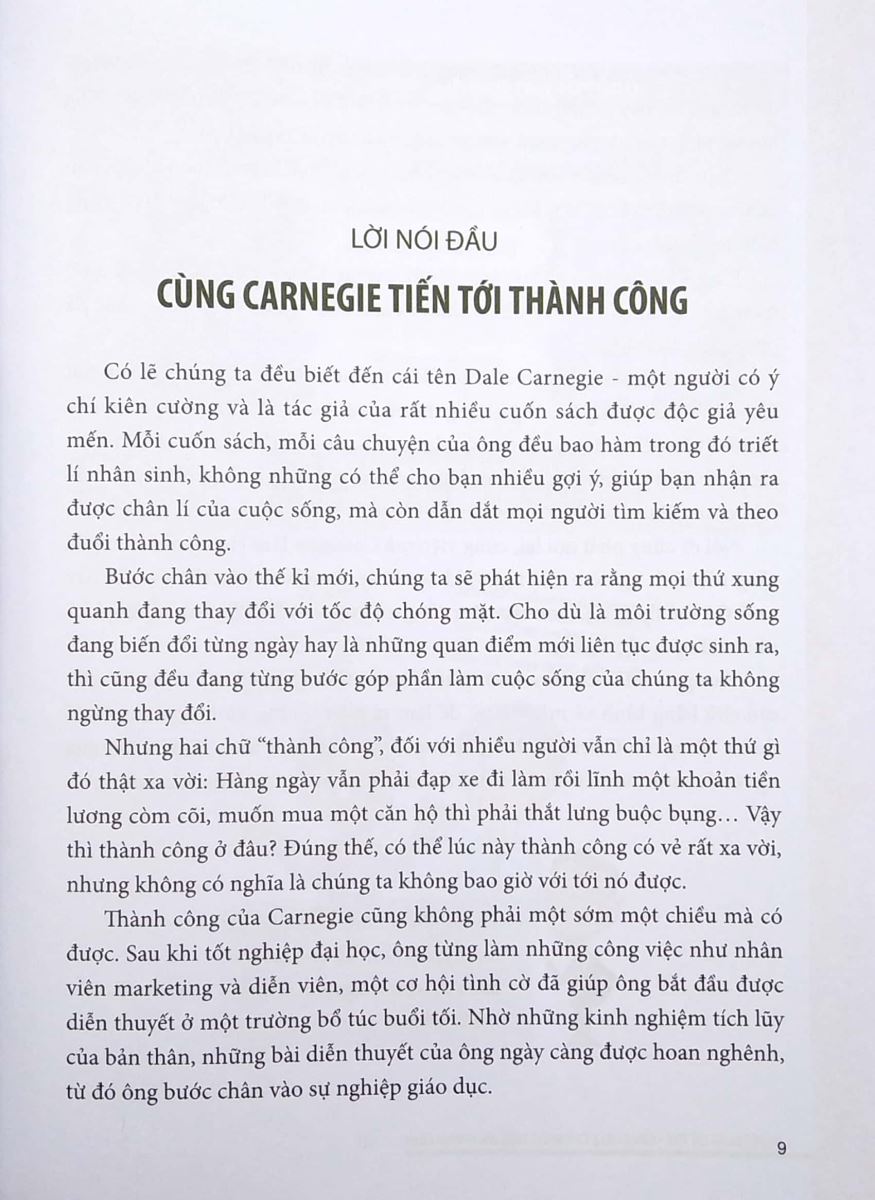 LỜI NÓI ĐẦU
CÙNG CARNEGIE TIẾN TỚI THÀNH CÔNG
Có lẽ chúng ta đều biết đến cái tên Dale Carnegie - một người có ý
chí kiên cường và là tác giả của rất nhiều cuốn sách được độc giả yêu
mến. Mỗi cuốn sách, mỗi câu chuyện của ông đều bao hàm trong đó triết
lí nhân sinh, không những có thể cho bạn nhiều gợi ý, giúp bạn nhận ra
được chân lí của cuộc sống, mà còn dẫn dắt mọi người tìm kiếm và theo
đuổi thành công.
Bước chân vào thế kỉ mới, chúng ta sẽ phát hiện ra rằng mọi thứ xung
quanh đang thay đổi với tốc độ chóng mặt. Cho dù là môi trường sống
đang biến đổi từng ngày hay là những quan điểm mới liên tục được sinh ra,
thì cũng đều đang từng bước góp phần làm cuộc sống của chúng ta không
ngừng thay đổi.
Nhưng hai chữ “thành công”, đối với nhiều người vẫn chỉ là một thứ gì
đó thật xa vời: Hàng ngày vẫn phải đạp xe đi làm rồi lĩnh một khoản tiền
lương còm cõi, muốn mua một căn hộ thì phải thắt lưng buộc bụng… Vậy
thì thành công ở đâu? Đúng thế, có thể lúc này thành công có vẻ rất xa vời,
nhưng không có nghĩa là chúng ta không bao giờ với tới nó được.
Thành công của Carnegie cũng không phải một sớm một chiều mà có
được. Sau khi tốt nghiệp đại học, ông từng làm những công việc như nhân
viên marketing và diễn viên, một cơ hội tình cờ đã giúp ông bắt đầu được
diễn thuyết ở một trường bổ túc buổi tối. Nhờ những kinh nghiệm tích lũy
của bản thân, những bài diễn thuyết của ông ngày càng được hoan nghênh,
từ đó ông bước chân vào sự nghiệp giáo dục.
9